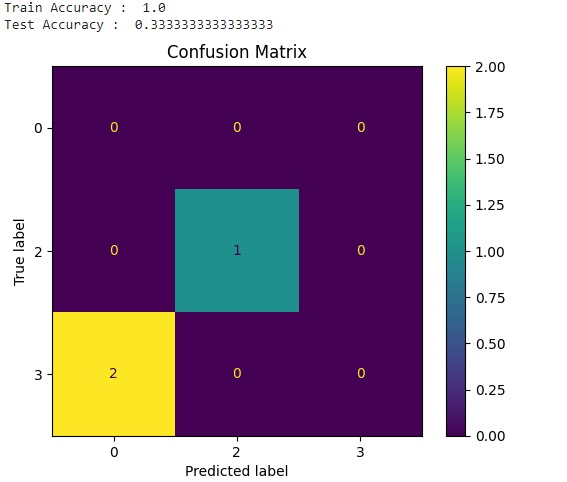 Train Accuracy :  1.0
Test Accuracy :  0.3333333333333333
Confusion Matrix
2.00
1.75
1.50
1.25
1.00
0.75
0.50
0.25
0.00
True label
0 0 0 0
2 0 1 0
3 2 0 0
0 2 3
Predicted label